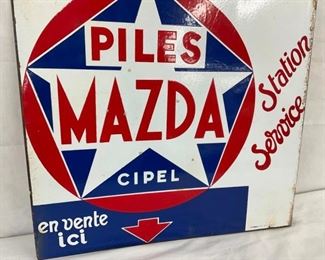 PILES
MAZDA
CIPEL
Station
Service
en vente
ici